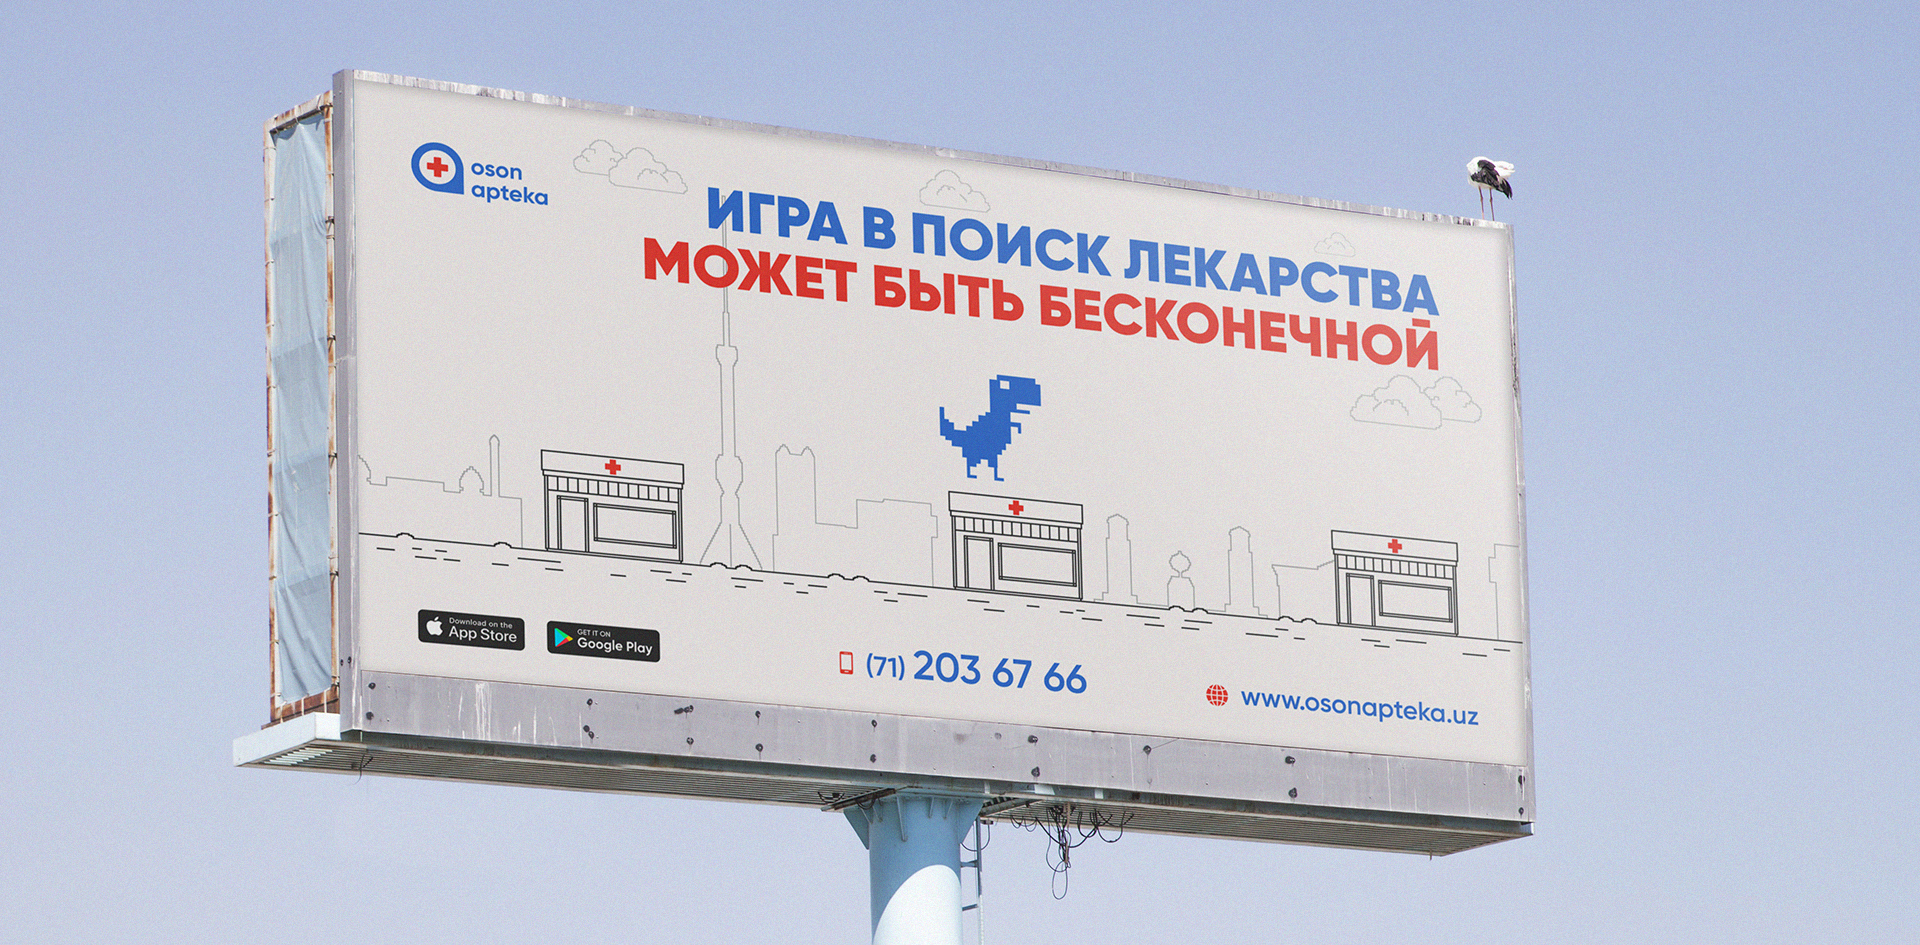 oson
apteka
ИГРА В ПОИСК ЛЕКАРСТВА
МОЖЕТ БЫТЬ БЕСКОНЕЧНОЙ
Download on the
App Store
GET IT ON
Google Play
(71) 203 67 66
www.osonapteka.uz